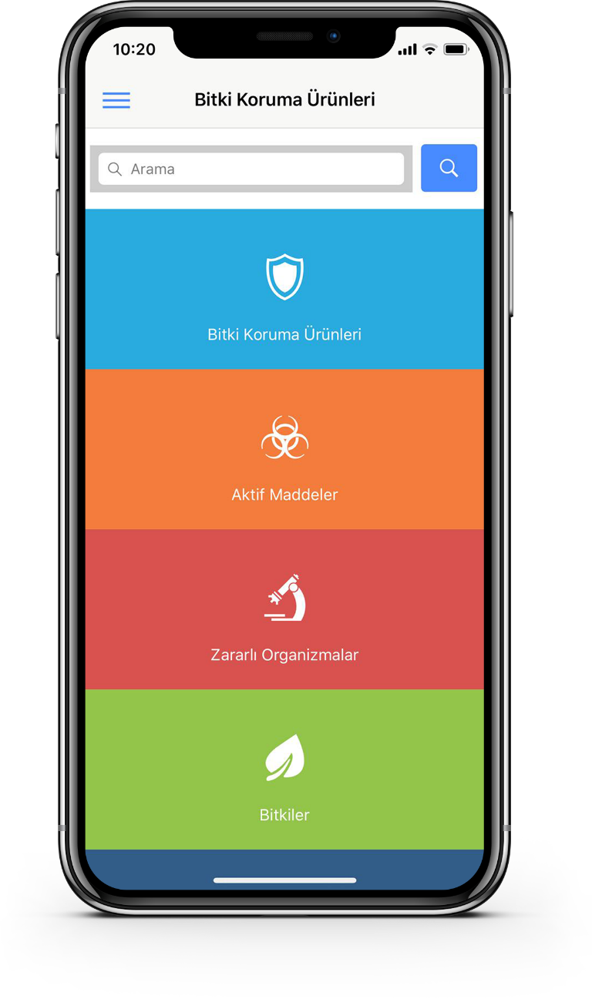 10:20
Bitki Koruma Ürünleri
Arama
Bitki Koruma Ürünleri
Aktif Maddeler
Zararlı Organizmalar
Bitkiler